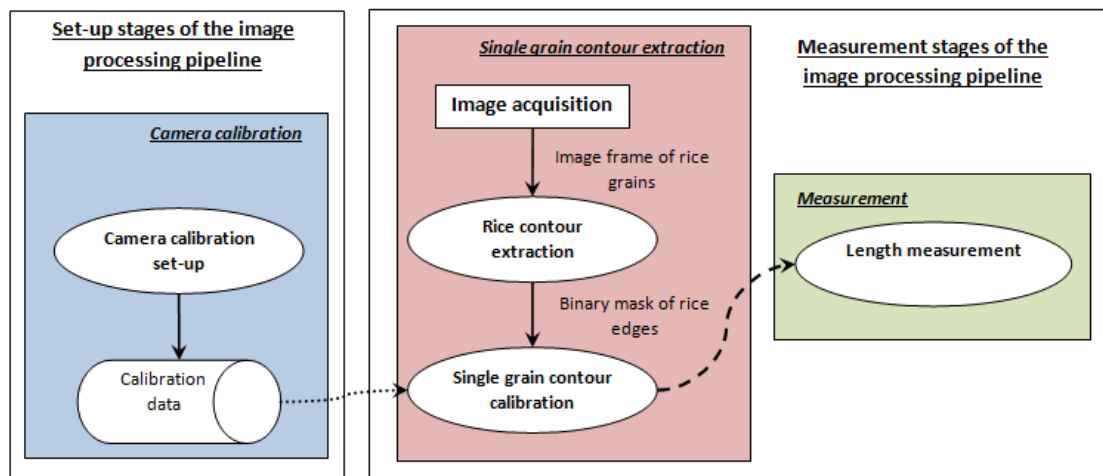 Set-up stages of the image
processing pipeline
Camera calibration
Camera calibration
set-up
Calibration
data
Single grain contour extraction
Image acquisition
Image frame of rice
grains
Rice contour
extraction
Binary mask of rice
edges
Single grain contour
calibration
Measurement stages of the
image processing pipeline
Measurement
Length measurement